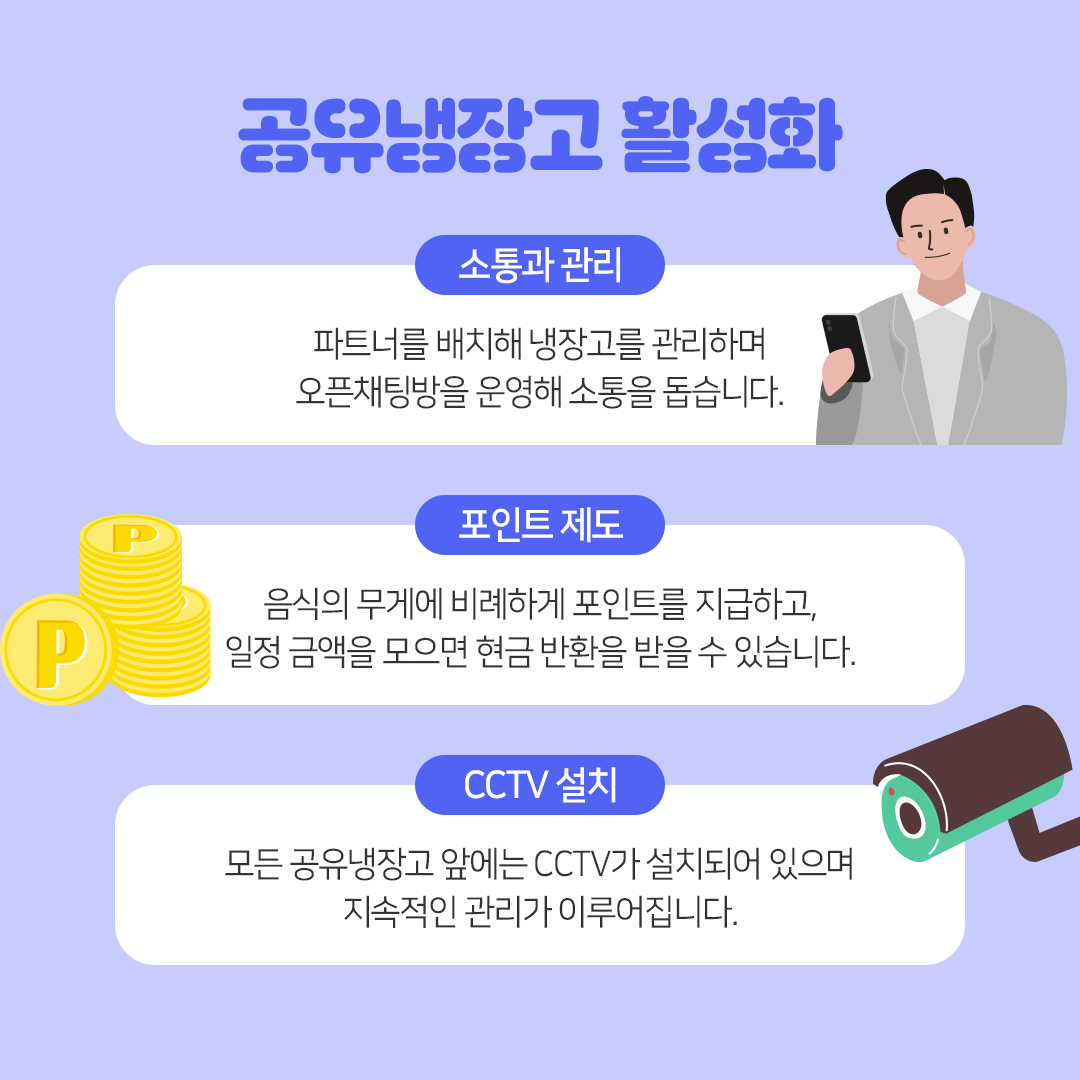 공유냉장고 활성화
소통과 관리
파트너를 배치해 냉장고를 관리하며
오픈채팅방을 운영해 소통을 돕습니다.
포인트 제도
P
P
음식의 무게에 비례하게 포인트를 지급하고,
일정 금액을 모으면 현금 반환을 받을 수 있습니다.
CCTV 설치
모든 공유냉장고 앞에는 CCTV가 설치되어 있으며
지속적인 관리가 이루어집니다.